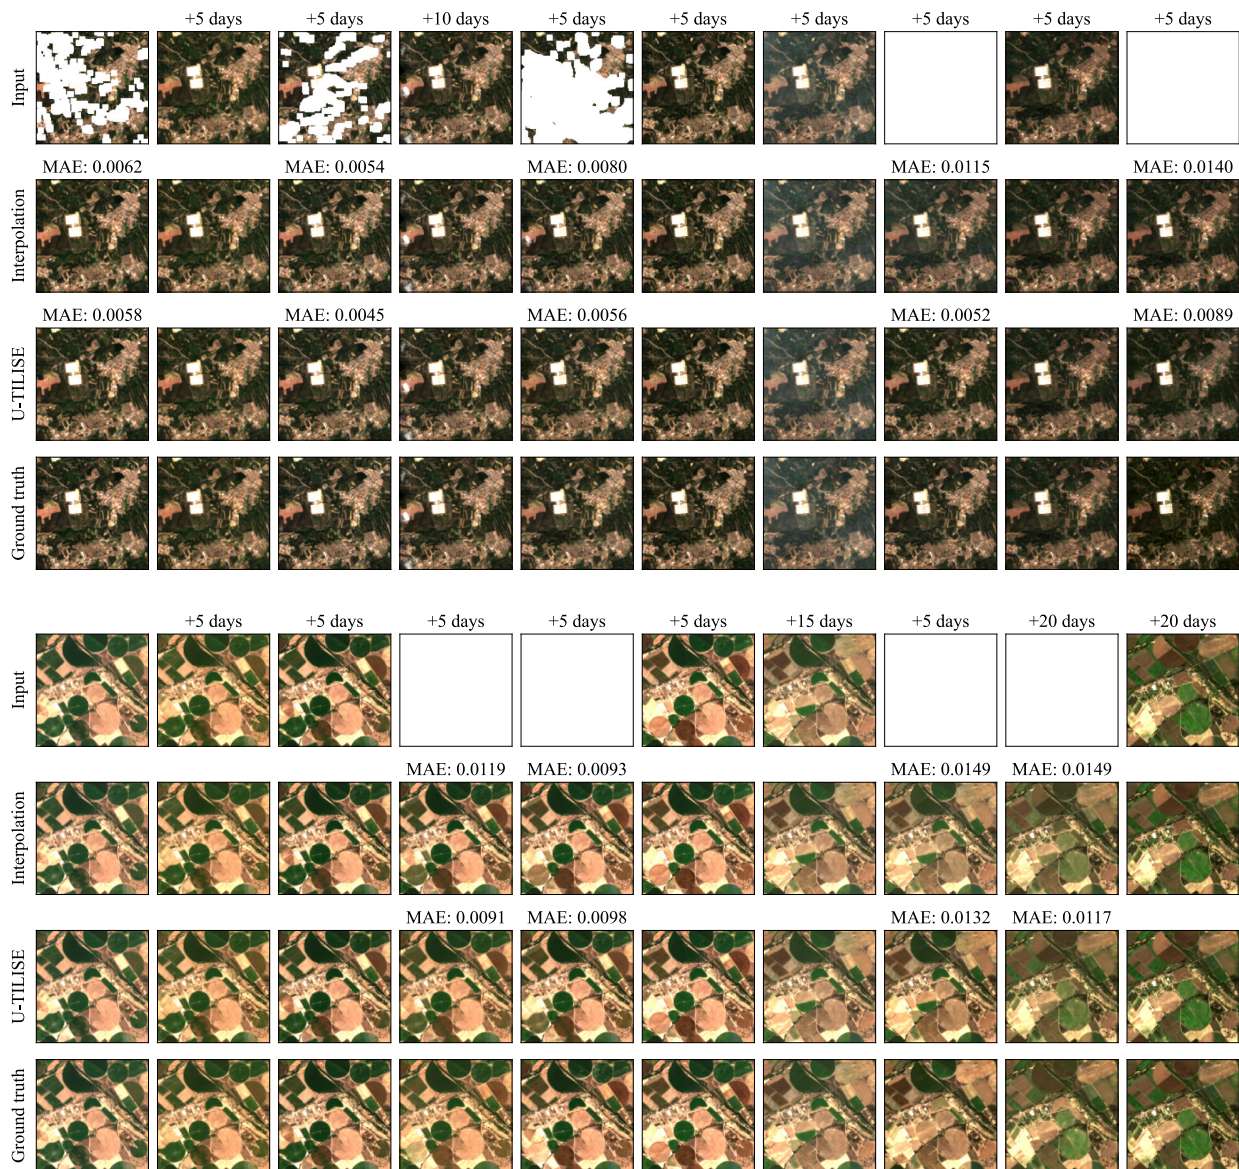 +5 days +5 days +10 days +5 days +5 days +5 days +5 days +5 days +5 days
Input
MAE: 0.0062 MAE: 0.0054 MAE: 0.0080 MAE: 0.0115 MAE: 0.0140
Interpolation
MAE: 0.0058 MAE: 0.0045 MAE: 0.0056 MAE: 0.0052 MAE: 0.0089
U-TILISE
Ground truth
+5 days +5 days +5 days +5 days +5 days +15 days +5 days +20 days +20 days
Input
MAE: 0.0119 MAE: 0.0093 MAE: 0.0149 MAE: 0.0149
Interpolation
MAE: 0.0091 MAE: 0.0098 MAE: 0.0132 MAE: 0.0117
U-TILISE
Ground truth